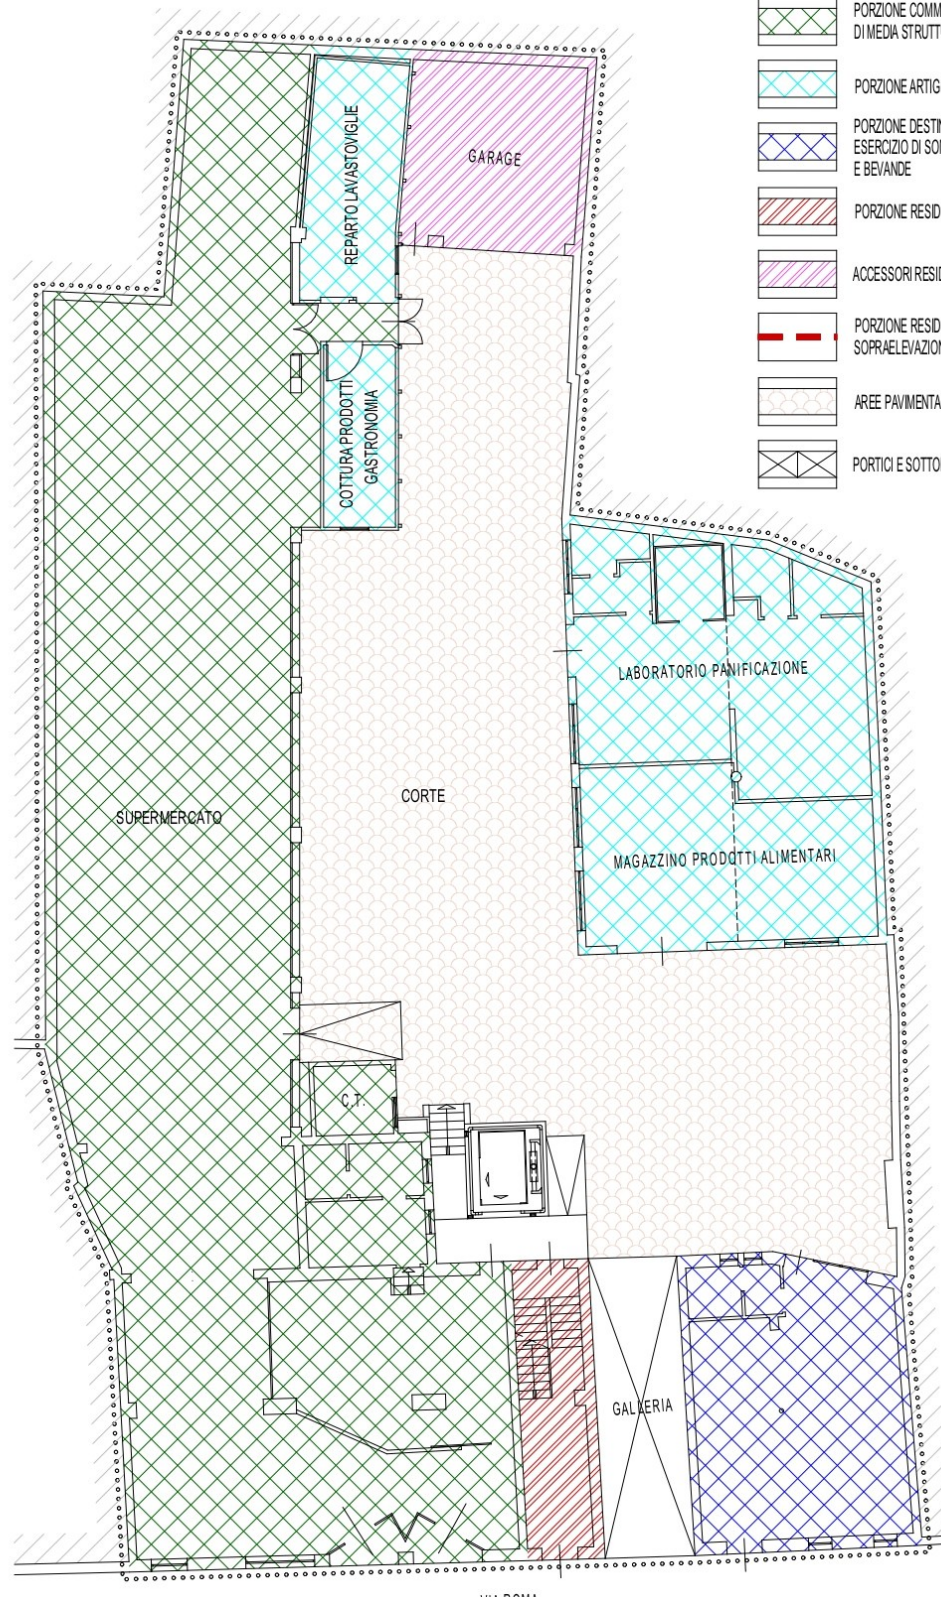 PORZIONE COMM
DI MEDIA STRUTT
PORZIONE ARTIG
PORZIONE DESTIN
ESERCIZIO DI SOM
E BEVANDE
PORZIONE RESID
ACCESSORI RESID
PORZIONE RESID
SOPRAELEVAZION
AREE PAVIMENTA
PORTICI E SOTTO
GARAGE
REPARTO LAVASTOVIGLIE
COTTURA PRODOTTI
GASTRONOMIA
LABORATORIO PANIFICAZIONE
CORTE
SUPERMERCATO
MAGAZZINO PRODOTTI ALIMENTARI
C.T.
GALLERIA
VIA ROMA